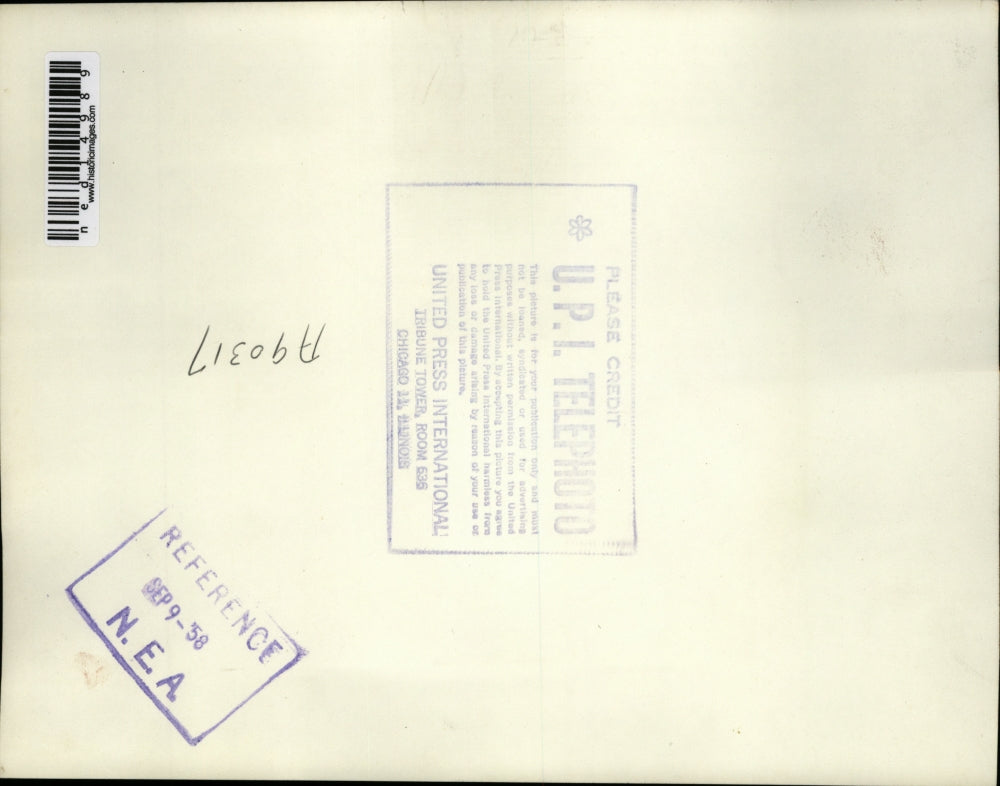 ned14989
www.historicimages.com
PLEASE CREDIT
U.P.I. TELEPHOTO
This picture is for your publication only and must
not be loaned, syndicated or used for advertising
purposes without written permission from the United
Press International. By accepting this picture you agree
to hold the United Press International harmless from
any loss or damage arising by reason of your use or
publication of this picture.
UNITED PRESS INTERNATIONAL
TRIBUNE TOWER, ROOM 636
CHICAGO 11, ILLINOIS
A90317
REFERENCE
SEP 9-'58
N.E.A.